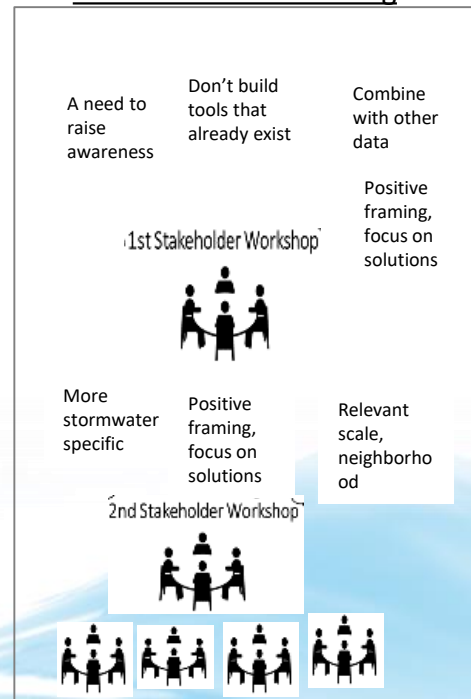 A need to
raise
awareness
Don't build
tools that
already exist
Combine
with other
data
Positive
framing,
focus on
solutions
1st Stakeholder Workshop
More
stormwater
specific
Positive
framing,
focus on
solutions
Relevant
scale,
neighborho
od
2nd Stakeholder Workshop